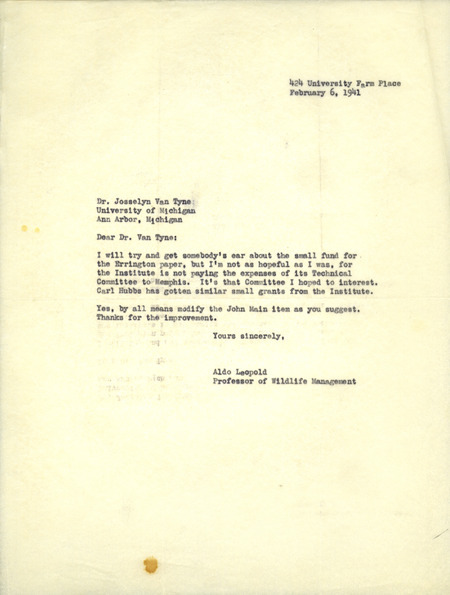 424 University Farm Place
February 6, 1941
Dr. Josselyn Van Tyne
University of Michigan
Ann Arbor, Michigan
Dear Dr. Van Tyne:
I will try and get somebody's ear about the small fund for
the Errington paper, but I'm not as hopeful as I was, for
the Institute is not paying the expenses of its Technical
Committee to Memphis. It's that Committee I hoped to interest.
Carl Hubbs has gotten similar small grants from the Institute.
Yes, by all means modify the John Main item as you suggest.
Thanks for the improvement.
Yours sincerely,
Aldo Leopold
Professor of Wildlife Management